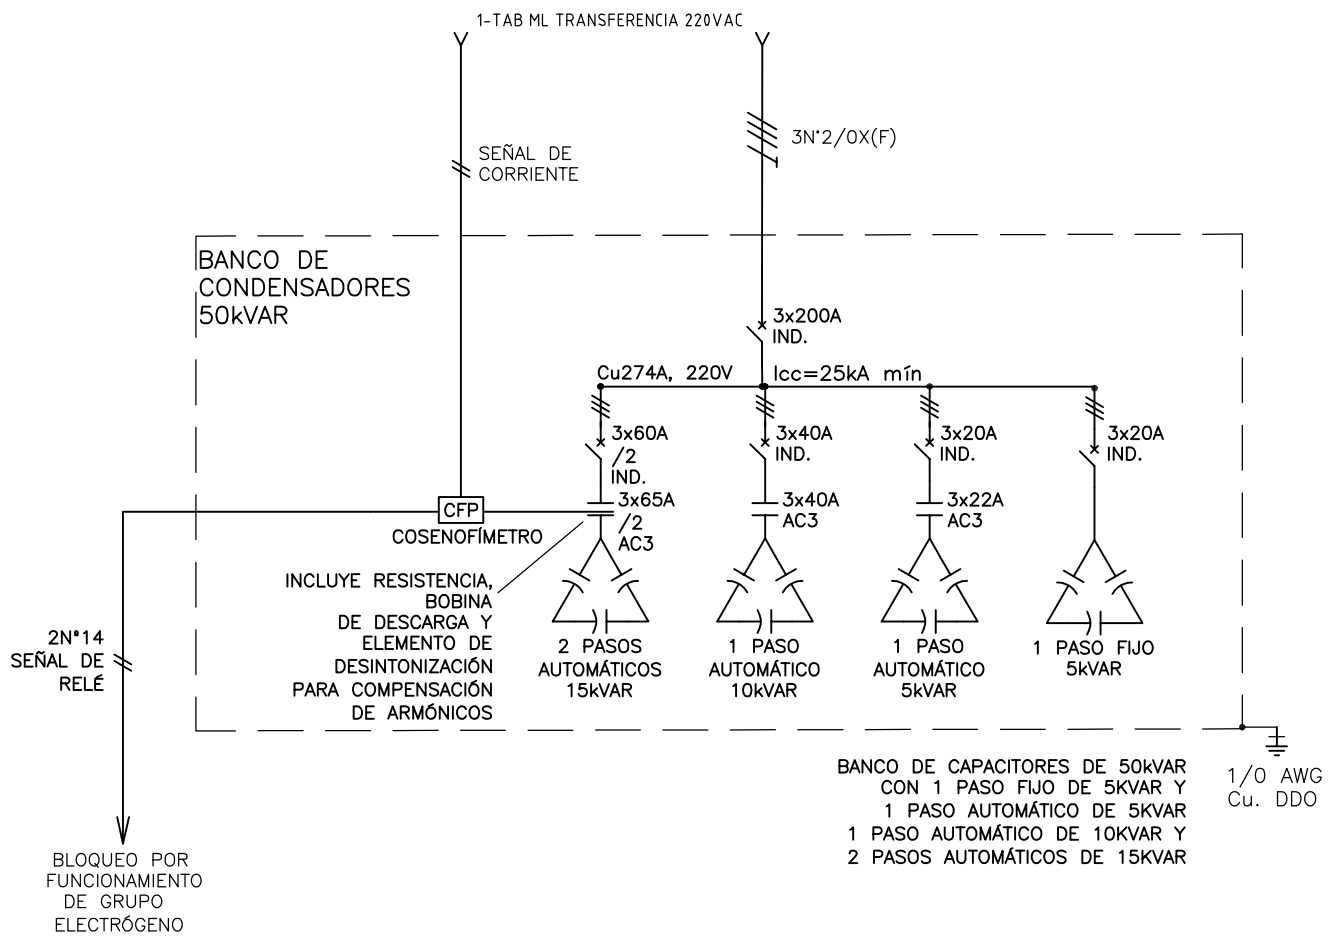 1-TAB ML TRANSFERENCIA 220VAC
3N°2/0X(F)
SEÑAL DE
CORRIENTE
BANCO DE
CONDENSADORES
50kVAR
3x200A
IND.
Cu274A, 220V
Icc=25kA mín
3x60A
/2
IND.
3x40A
IND.
3x20A
IND.
3x20A
IND.
3x65A
/2
AC3
3x40A
AC3
3x22A
AC3
CFP
COSENOFÍMETRO
INCLUYE RESISTENCIA,
BOBINA
DE DESCARGA Y
ELEMENTO DE
DESINTONIZACIÓN
PARA COMPENSACIÓN
DE ARMÓNICOS
2 PASOS
AUTOMÁTICOS
15kVAR
1 PASO
AUTOMÁTICO
10kVAR
1 PASO
AUTOMÁTICO
5kVAR
1 PASO FIJO
5kVAR
2N°14
SEÑAL DE
RELÉ
BANCO DE CAPACITORES DE 50kVAR
CON 1 PASO FIJO DE 5KVAR Y
1 PASO AUTOMÁTICO DE 5KVAR
1 PASO AUTOMÁTICO DE 10KVAR Y
2 PASOS AUTOMÁTICOS DE 15KVAR
1/0 AWG
Cu. DDO
BLOQUEO POR
FUNCIONAMIENTO
DE GRUPO
ELECTRÓGENO